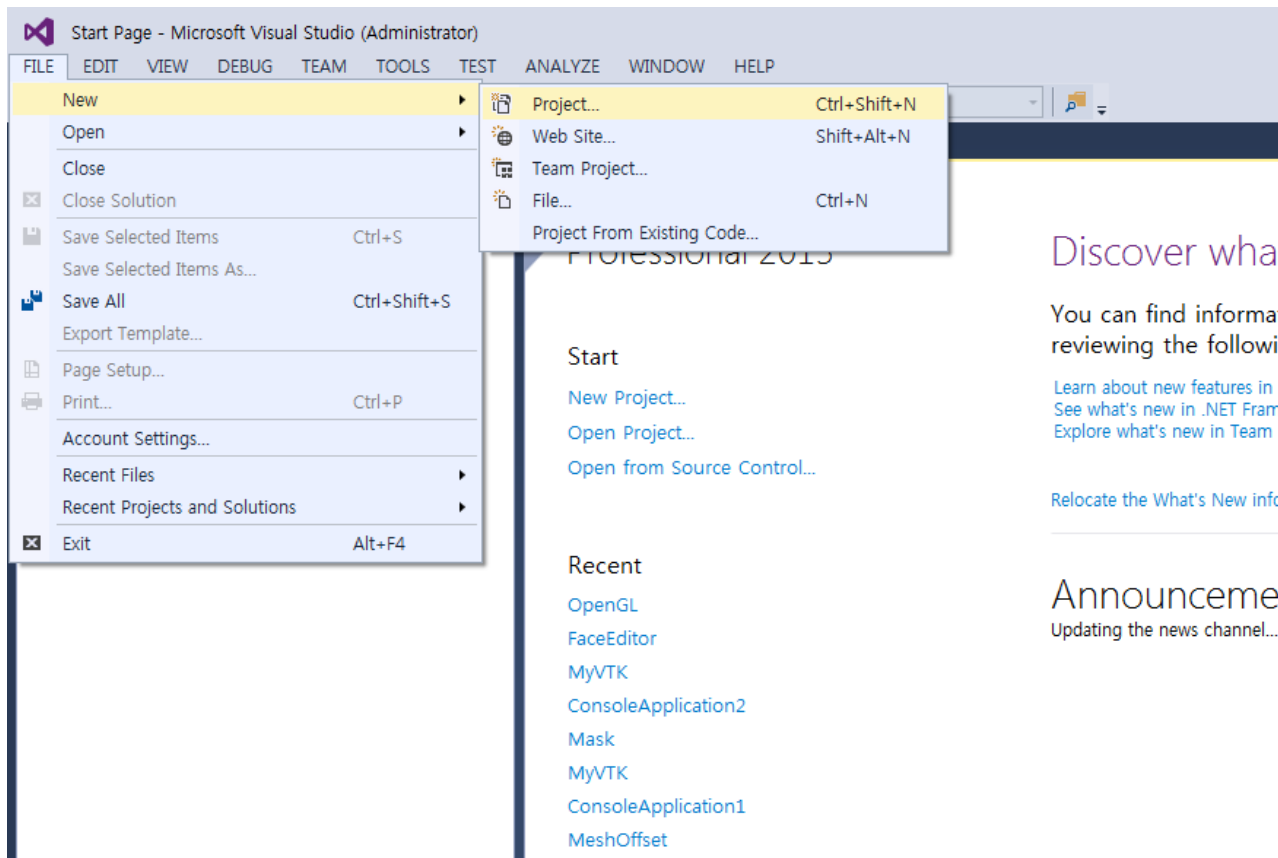 Start Page - Microsoft Visual Studio (Administrator)
FILE EDIT VIEW DEBUG TEAM TOOLS TEST ANALYZE WINDOW HELP
New
Open
Close
Close Solution
Save Selected Items Ctrl+S
Save Selected Items As...
Save All Ctrl+Shift+S
Export Template...
Page Setup...
Print... Ctrl+P
Account Settings...
Recent Files
Recent Projects and Solutions
Exit Alt+F4
Project... Ctrl+Shift+N
Web Site... Shift+Alt+N
Team Project...
File... Ctrl+N
Project From Existing Code...
Professional 2013
Start
New Project...
Open Project...
Open from Source Control...
Recent
OpenGL
FaceEditor
MyVTK
ConsoleApplication2
Mask
MyVTK
ConsoleApplication1
MeshOffset
Discover wha
You can find informa
reviewing the followi
Learn about new features in
See what's new in .NET Fram
Explore what's new in Team
Relocate the What's New info
Announceme
Updating the news channel...